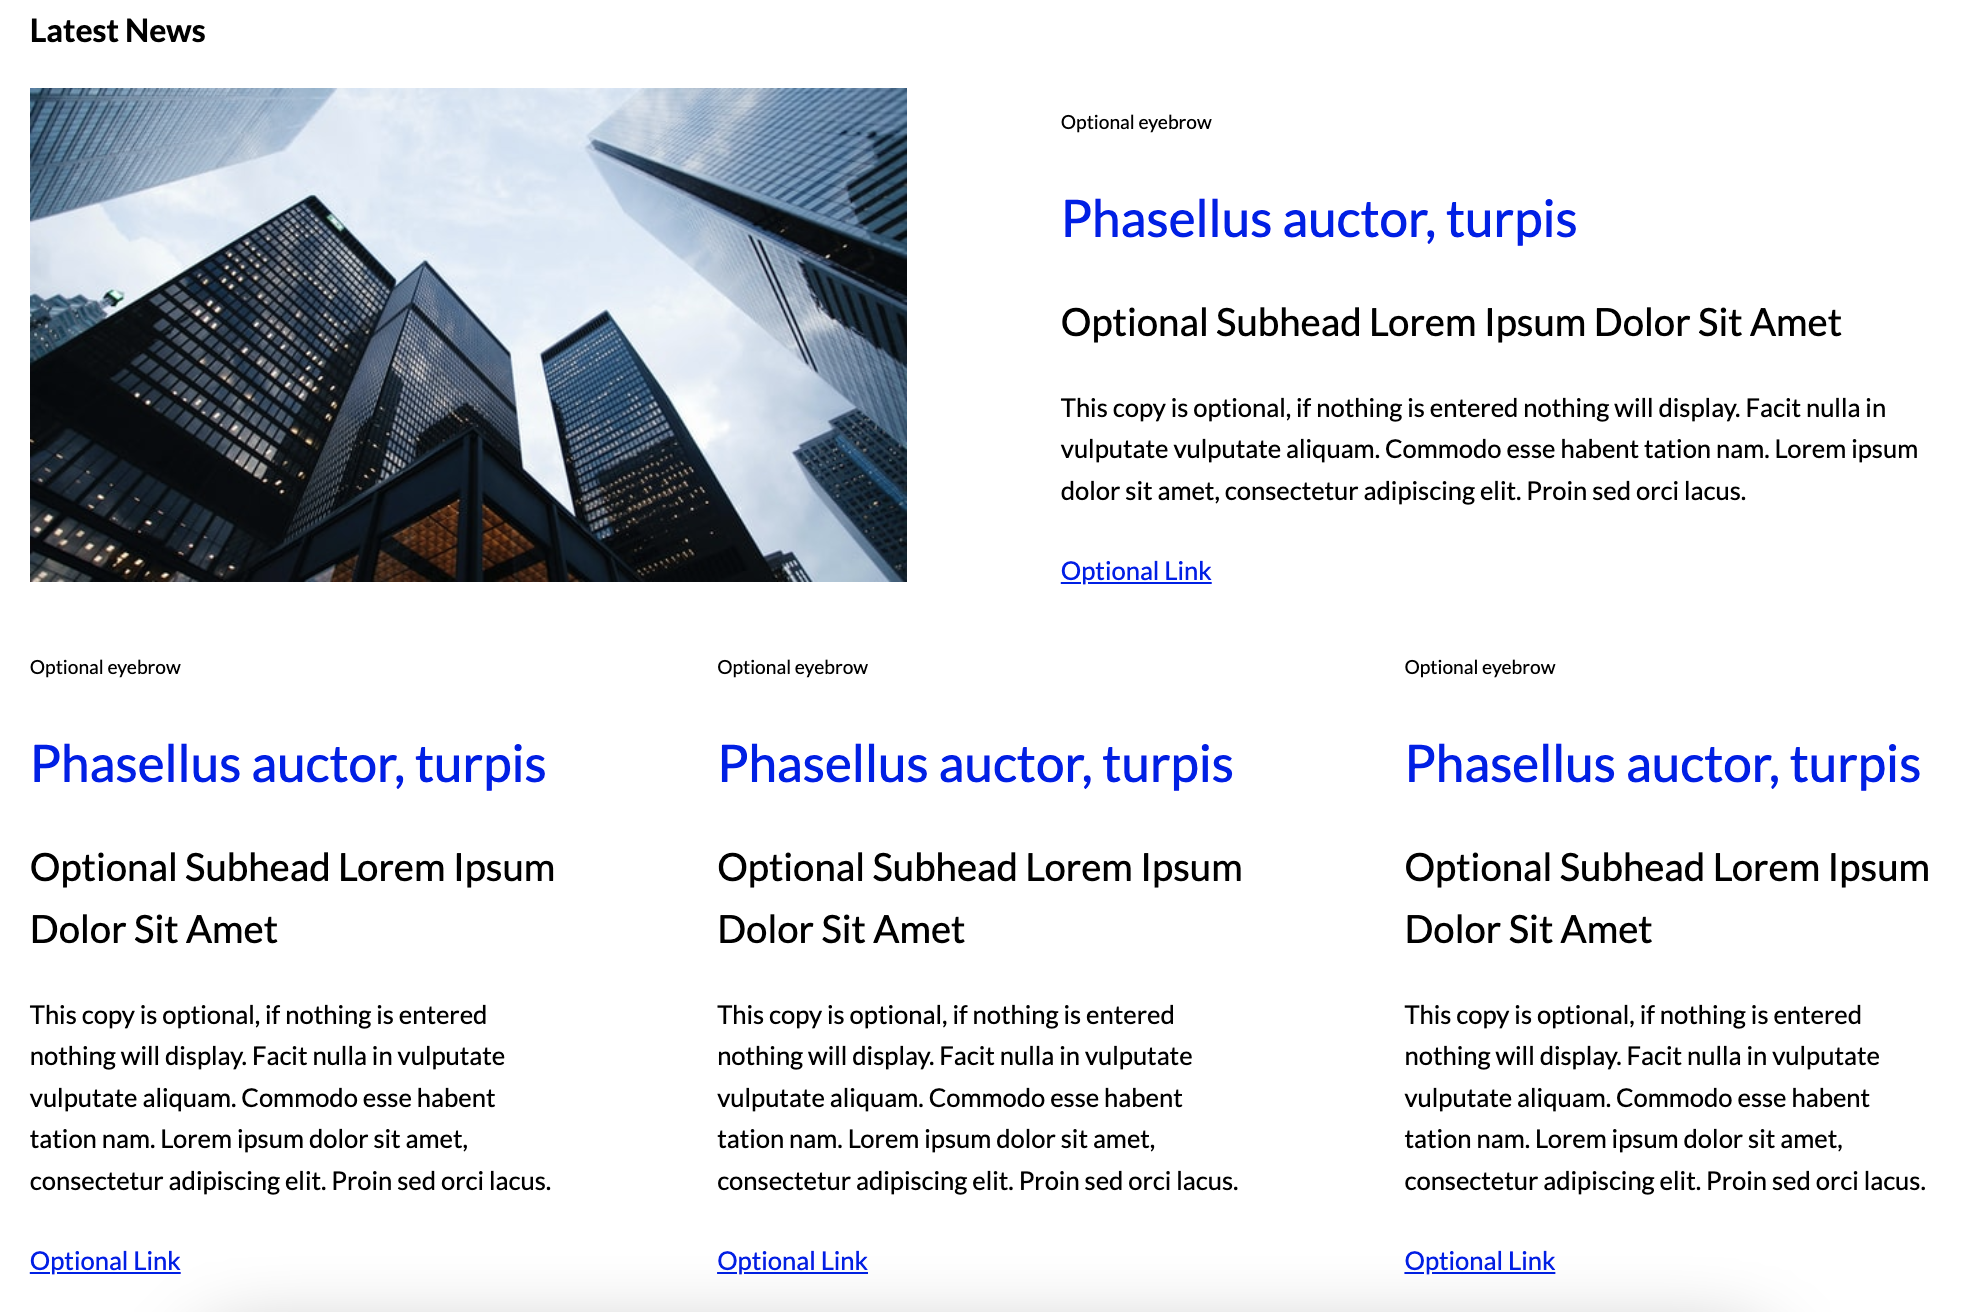 Latest News
Optional eyebrow
Phasellus auctor, turpis
Optional Subhead Lorem Ipsum Dolor Sit Amet
This copy is optional, if nothing is entered nothing will display. Facit nulla in
vulputate vulputate aliquam. Commodo esse habent tation nam. Lorem ipsum
dolor sit amet, consectetur adipiscing elit. Proin sed orci lacus.
Optional Link
Optional eyebrow
Phasellus auctor, turpis
Optional Subhead Lorem Ipsum
Dolor Sit Amet
This copy is optional, if nothing is entered
nothing will display. Facit nulla in vulputate
vulputate aliquam. Commodo esse habent
tation nam. Lorem ipsum dolor sit amet,
consectetur adipiscing elit. Proin sed orci lacus.
Optional Link
Optional eyebrow
Phasellus auctor, turpis
Optional Subhead Lorem Ipsum
Dolor Sit Amet
This copy is optional, if nothing is entered
nothing will display. Facit nulla in vulputate
vulputate aliquam. Commodo esse habent
tation nam. Lorem ipsum dolor sit amet,
consectetur adipiscing elit. Proin sed orci lacus.
Optional Link
Optional eyebrow
Phasellus auctor, turpis
Optional Subhead Lorem Ipsum
Dolor Sit Amet
This copy is optional, if nothing is entered
nothing will display. Facit nulla in vulputate
vulputate aliquam. Commodo esse habent
tation nam. Lorem ipsum dolor sit amet,
consectetur adipiscing elit. Proin sed orci lacus.
Optional Link